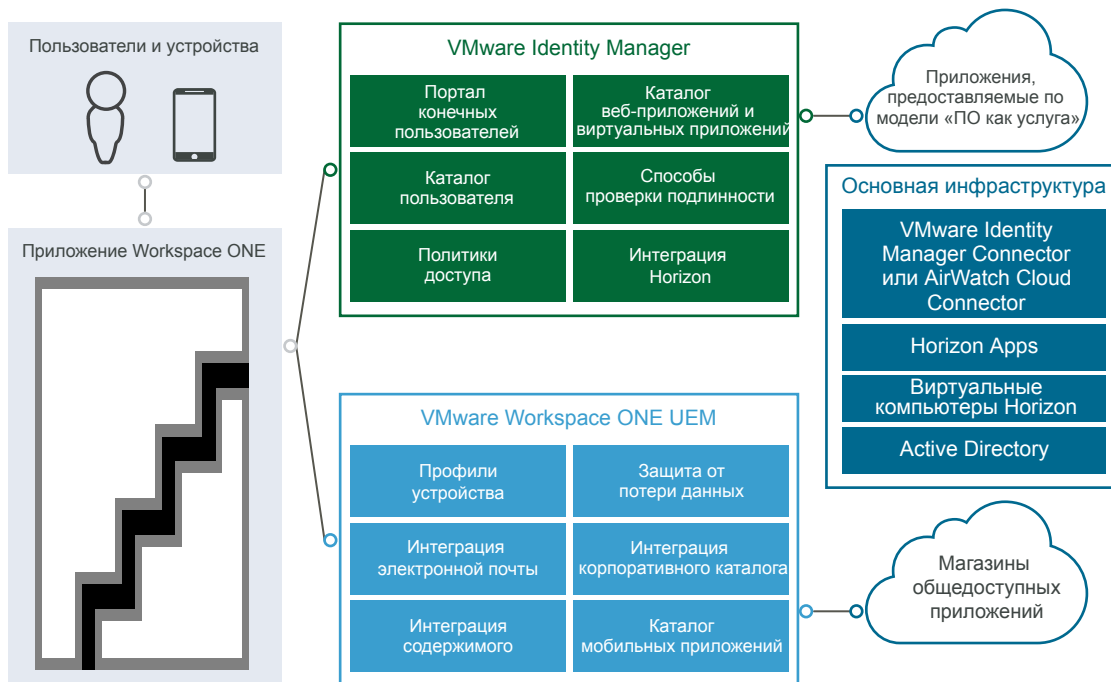 Пользователи и устройства
Приложение Workspace ONE
VMware Identity Manager
Портал
конечных
пользователей
Каталог
веб-приложений и
виртуальных приложений
Каталог
пользователя
Способы
проверки подлинности
Политики
доступа
Интеграция
Horizon
VMware Workspace ONE UEM
Профили
устройства
Защита от
потери данных
Интеграция
электронной почты
Интеграция
корпоративного каталога
Интеграция
содержимого
Каталог
мобильных приложений
Приложения,
предоставляемые по
модели «ПО как услуга»
Основная инфраструктура
VMware Identity
Manager Connector
или AirWatch Cloud
Connector
Horizon Apps
Виртуальные
компьютеры Horizon
Active Directory
Магазины
общедоступных
приложений